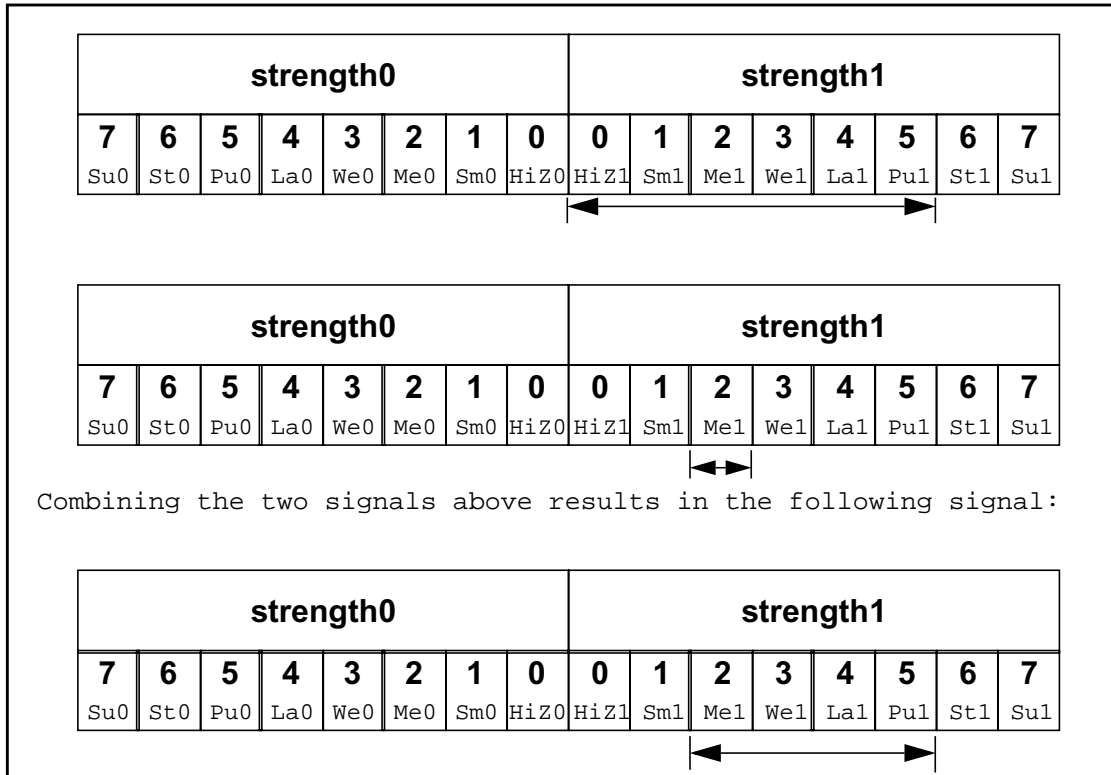 strength0 strength1
7 6 5 4 3 2 1 0 0 1 2 3 4 5 6 7
Su0 St0 Pu0 La0 We0 Me0 Sm0 HiZ0 HiZ1 Sm1 Me1 We1 La1 Pu1 St1 Su1
strength0 strength1
7 6 5 4 3 2 1 0 0 1 2 3 4 5 6 7
Su0 St0 Pu0 La0 We0 Me0 Sm0 HiZ0 HiZ1 Sm1 Me1 We1 La1 Pu1 St1 Su1
Combining the two signals above results in the following signal:
strength0 strength1
7 6 5 4 3 2 1 0 0 1 2 3 4 5 6 7
Su0 St0 Pu0 La0 We0 Me0 Sm0 HiZ0 HiZ1 Sm1 Me1 We1 La1 Pu1 St1 Su1